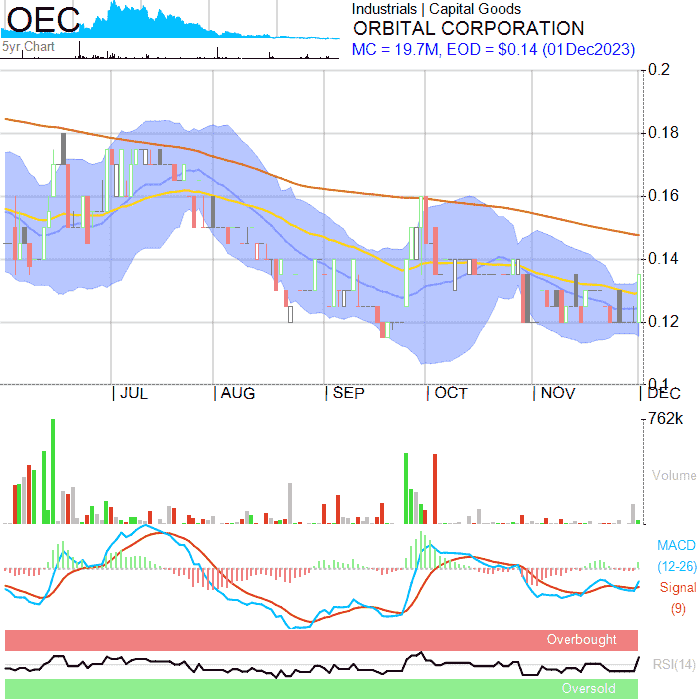 OEC
5yr Chart
Industrials | Capital Goods
ORBITAL CORPORATION
MC = 19.7M, EOD = $0.14 (01Dec2023)
0.2
0.18
0.16
0.14
0.12
0.1
JUL
AUG
SEP
OCT
NOV
DEC
762k
Volume
MACD
(12-26)
Signal
(9)
Overbought
RSI(14)
Oversold